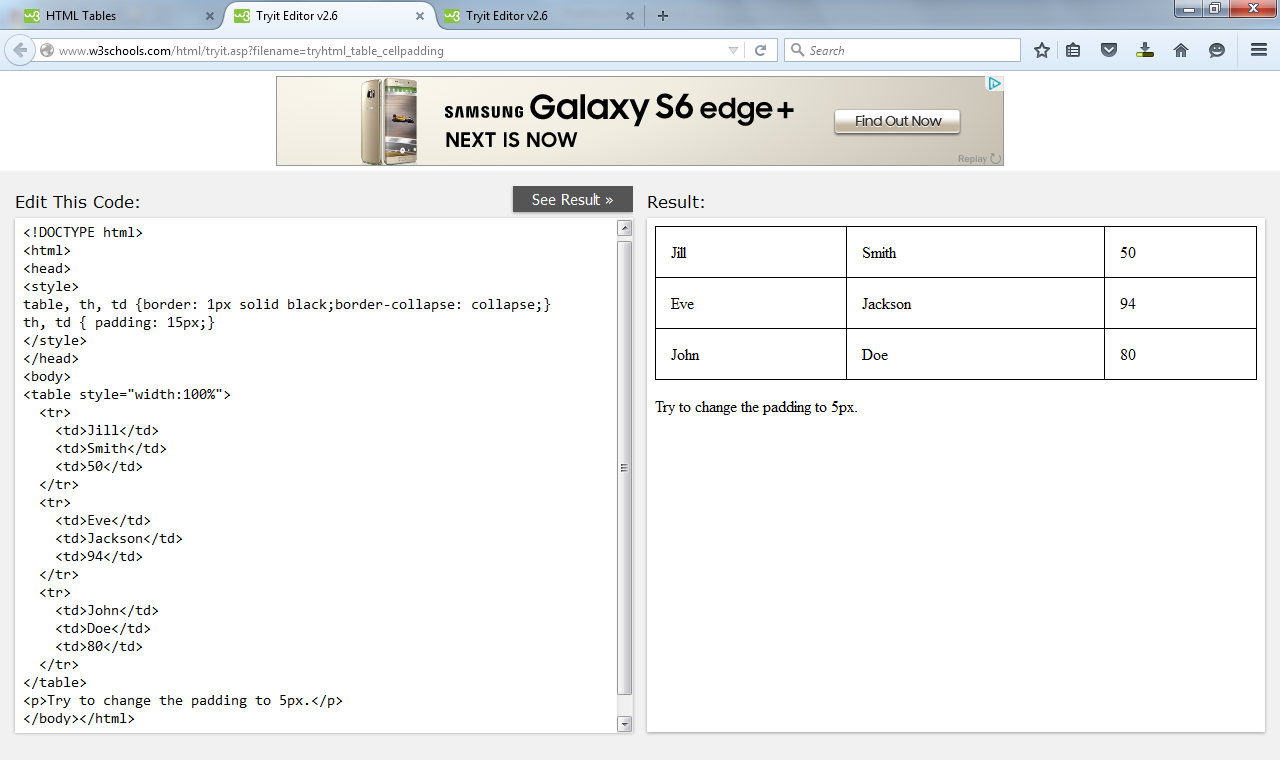 HTML Tables
Tryit Editor v2.6
Tryit Editor v2.6
www.w3schools.com/html/tryit.asp?filename=tryhtml_table_cellpadding
Search
SAMSUNG Galaxy S6 edge+
NEXT IS NOW
Find Out Now
Replay
Edit This Code:
See Result »
<!DOCTYPE html>
<html>
<head>
<style>
table, th, td {border: 1px solid black;border-collapse: collapse;}
th, td { padding: 15px;}
</style>
</head>
<body>
<table style="width:100%">
  <tr>
    <td>Jill</td>
    <td>Smith</td>
    <td>50</td>
  </tr>
  <tr>
    <td>Eve</td>
    <td>Jackson</td>
    <td>94</td>
  </tr>
  <tr>
    <td>John</td>
    <td>Doe</td>
    <td>80</td>
  </tr>
</table>
<p>Try to change the padding to 5px.</p>
</body></html>
Result:
Jill Smith 50
Eve Jackson 94
John Doe 80
Try to change the padding to 5px.